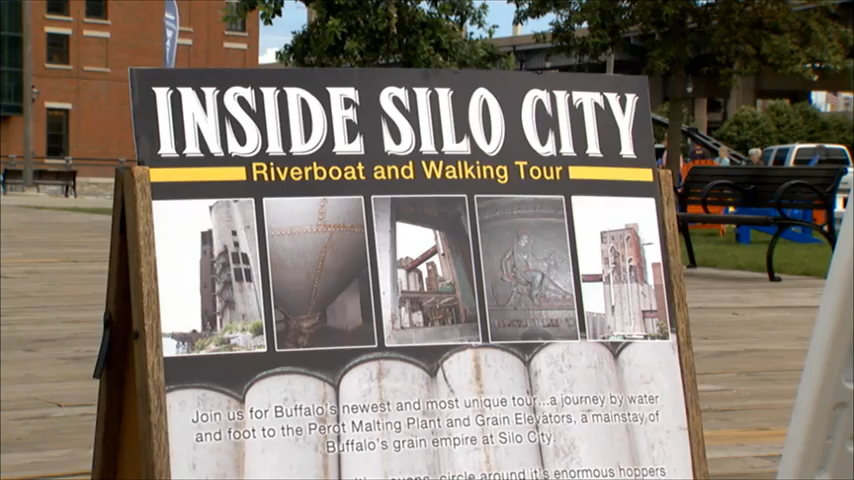 INSIDE SILO CITY
Riverboat and Walking Tour
Join us for Buffalo's newest and most unique tour...a journey by water
and foot to the Perot Malting Plant and Grain Elevators, a mainstay of
Buffalo's grain empire at Silo City.
circle around it's enormous hoppers